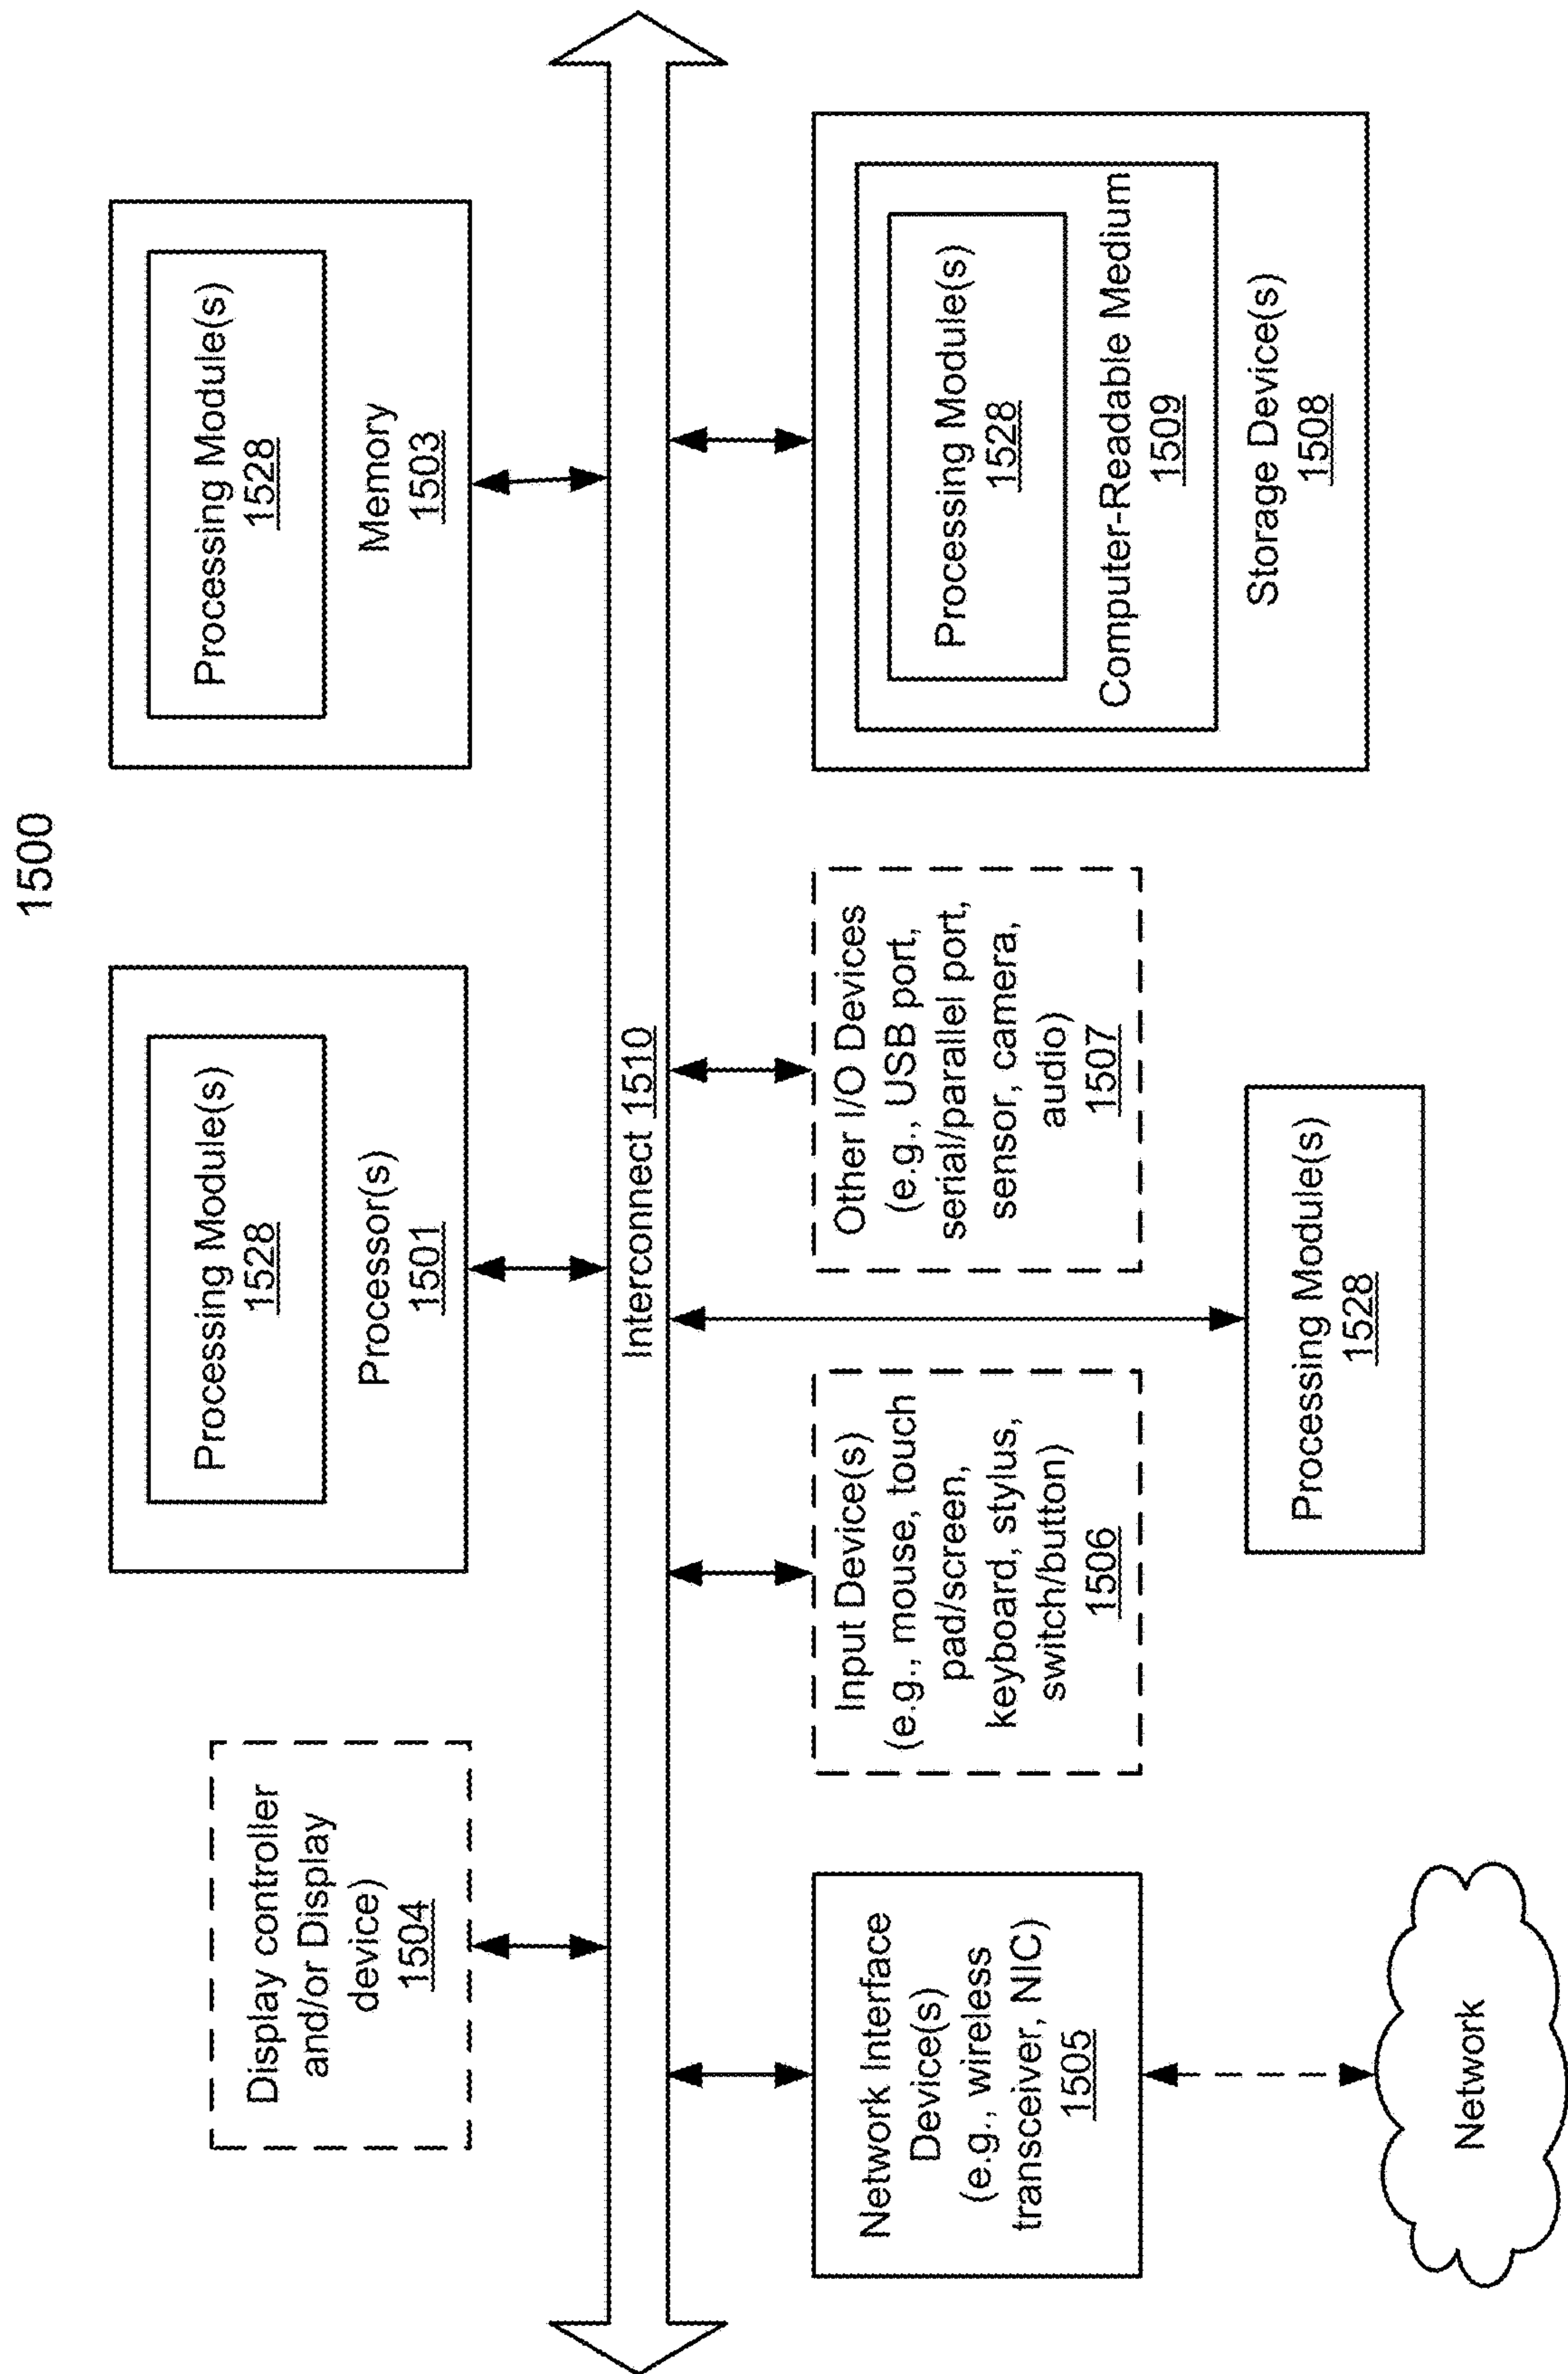 1500
Display controller
and/or Display
device)
1504
Processing Module(s)
1528
Processor(s)
1501
Processing Module(s)
1528
Memory
1503
Interconnect 1510
Network Interface
Device(s)
(e.g., wireless
transceiver, NIC)
1505
Input Device(s)
(e.g., mouse, touch
pad/screen,
keyboard, stylus,
switch/button)
1506
Other I/O Devices
(e.g., USB port,
serial/parallel port,
sensor, camera,
audio)
1507
Processing Module(s)
1528
Computer-Readable Medium
1509
Storage Device(s)
1508
Processing Module(s)
1528
Network